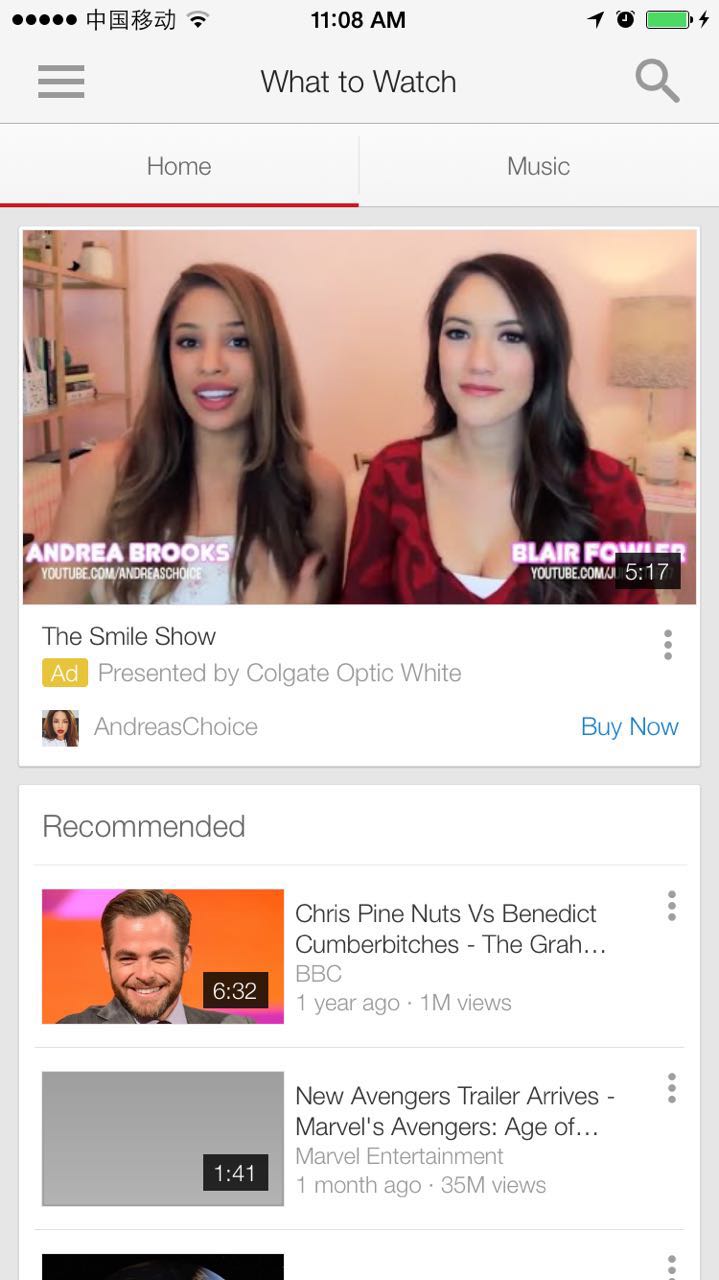 中国移动
11:08 AM
What to Watch
Home
Music
ANDREA BROOKS
YOUTUBE.COM/ANDREASCHOICE
BLAIR FOWLER
YOUTUBE.COM/
5:17
The Smile Show
Ad Presented by Colgate Optic White
AndreasChoice
Buy Now
Recommended
6:32
Chris Pine Nuts Vs Benedict
Cumberbitches - The Grah...
BBC
1 year ago · 1M views
1:41
New Avengers Trailer Arrives -
Marvel's Avengers: Age of...
Marvel Entertainment
1 month ago · 35M views